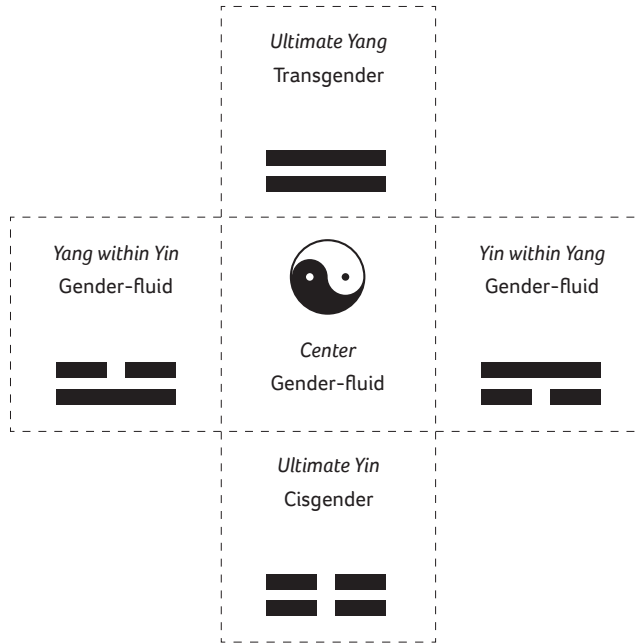 Ultimate Yang
Transgender
Yang within Yin
Gender-fluid
Center
Gender-fluid
Yin within Yang
Gender-fluid
Ultimate Yin
Cisgender